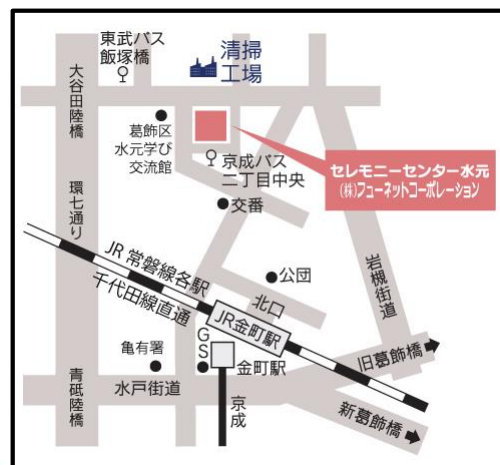 東武バス
飯塚橋
清掃
工場
大谷田陸橋
葛飾区
水元学び
交流館
京成バス
二丁目中央
セレモニーセンター水元
(株)フューネットコーポレーション
交番
環七通り
岩槻街道
JR 常磐線各駅
千代田線直通
公団
北口
JR金町駅
旧葛飾橋
亀有署
GS
金町駅
水戸街道
青砥陸橋
京成
新葛飾橋